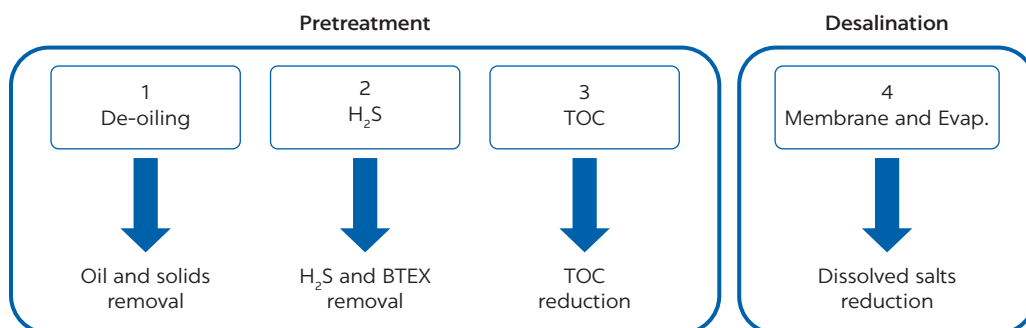 Pretreatment
Desalination
1
De-oiling
2
H₂S
3
TOC
4
Membrane and Evap.
Oil and solids
removal
H₂S and BTEX
removal
TOC
reduction
Dissolved salts
reduction